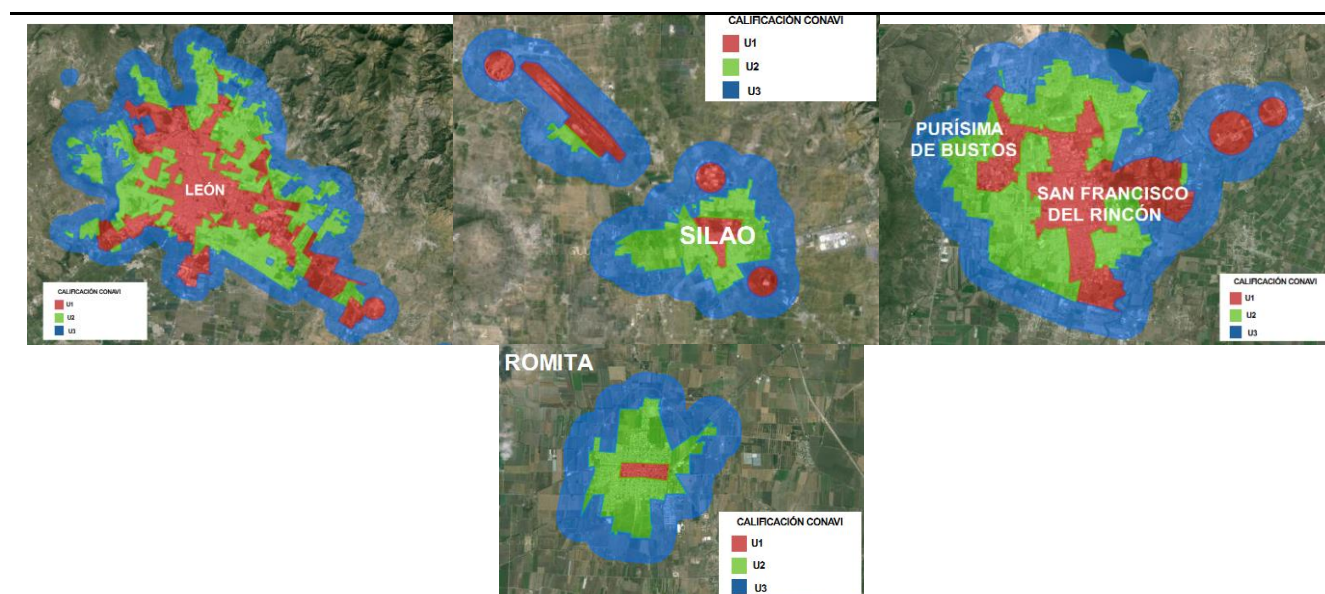 LEÓN
CALIFICACIÓN CONAVI
U1
U2
U3
CALIFICACIÓN CONAVI
U1
U2
U3
SILAO
PURÍSIMA
DE BUSTOS
SAN FRANCISCO
DEL RINCÓN
CALIFICACIÓN CONAVI
U1
U2
U3
ROMITA
CALIFICACIÓN CONAVI
U1
U2
U3